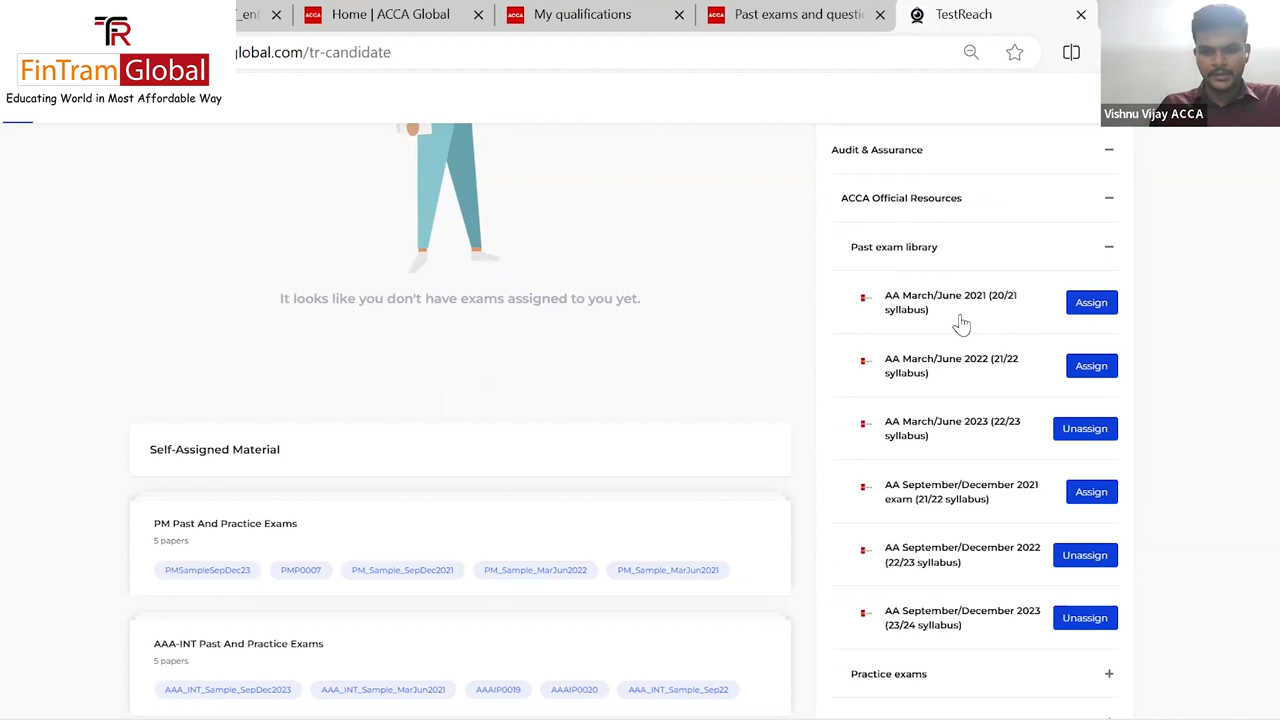 TR
FinTram Global
Educating World in Most Affordable Way
_en(
Home | ACCA Global
My qualifications
Past exams and questi
TestReach
global.com/tr-candidate
Vishnu Vijay ACCA
It looks like you don't have exams assigned to you yet.
Self-Assigned Material
PM Past And Practice Exams
5 papers
PMSampleSepDec23 PMP0007 PM_Sample_SepDec2021 PM_Sample_MarJun2022 PM_Sample_MarJun2021
AAA-INT Past And Practice Exams
5 papers
AAA_INT_Sample_SepDec2023 AAA_INT_Sample_MarJun2021 AAAIP0019 AAAIP0020 AAA_INT_Sample_Sep22
Audit & Assurance
ACCA Official Resources
Past exam library
AA March/June 2021 (20/21
syllabus)
Assign
AA March/June 2022 (21/22
syllabus)
Assign
AA March/June 2023 (22/23
syllabus)
Unassign
AA September/December 2021
exam (21/22 syllabus)
Assign
AA September/December 2022
(22/23 syllabus)
Unassign
AA September/December 2023
(23/24 syllabus)
Unassign
Practice exams